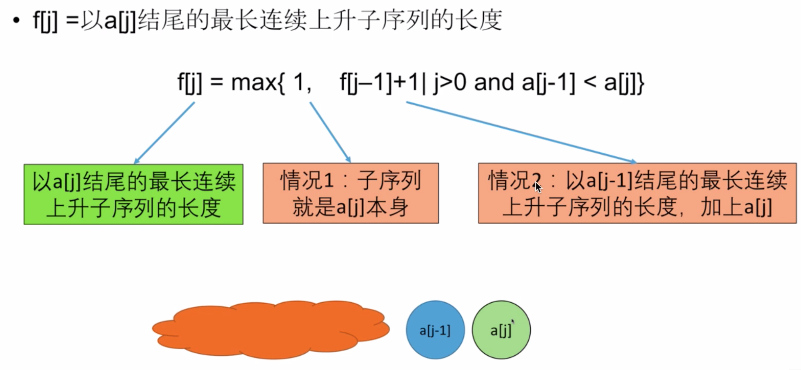 • f[j] =以a[j]结尾的最长连续上升子序列的长度
f[j] = max{ 1, f[j–1]+1| j>0 and a[j-1] < a[j]}
以a[j]结尾的最长连续
上升子序列的长度
情况1：子序列
就是a[j]本身
情况2：以a[j-1]结尾的最长连续
上升子序列的长度，加上a[j]
a[j-1]
a[j]